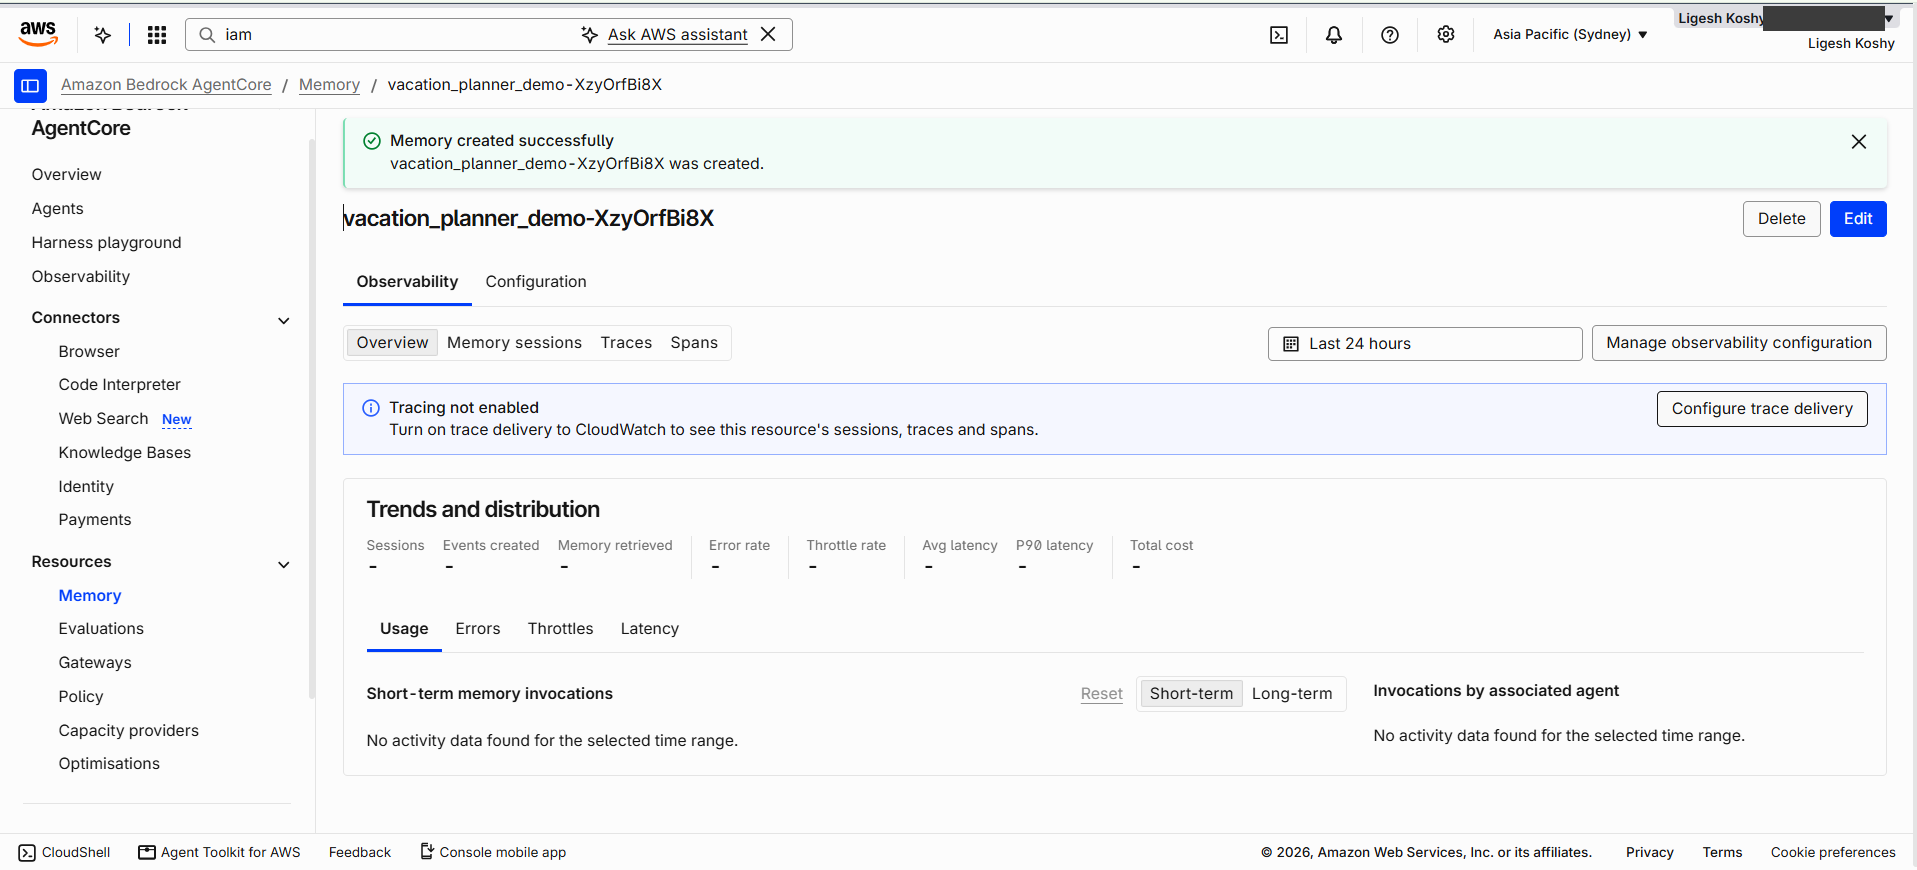 aws
iam
Ask AWS assistant
Asia Pacific (Sydney)
Ligesh Koshy
Ligesh Koshy
Amazon Bedrock AgentCore / Memory / vacation_planner_demo-XzyOrfBi8X
Amazon Bedrock
AgentCore
Overview
Agents
Harness playground
Observability
Connectors
Browser
Code Interpreter
Web Search New
Knowledge Bases
Identity
Payments
Resources
Memory
Evaluations
Gateways
Policy
Capacity providers
Optimisations
Memory created successfully
vacation_planner_demo-XzyOrfBi8X was created.
vacation_planner_demo-XzyOrfBi8X
Delete
Edit
Observability Configuration
Overview Memory sessions Traces Spans
Last 24 hours
Manage observability configuration
Tracing not enabled
Turn on trace delivery to CloudWatch to see this resource's sessions, traces and spans.
Configure trace delivery
Trends and distribution
Sessions Events created Memory retrieved Error rate Throttle rate Avg latency P90 latency Total cost
- - - - - - - -
Usage Errors Throttles Latency
Short-term memory invocations
Reset
Short-term Long-term
No activity data found for the selected time range.
Invocations by associated agent
No activity data found for the selected time range.
CloudShell Agent Toolkit for AWS Feedback Console mobile app
© 2026, Amazon Web Services, Inc. or its affiliates. Privacy Terms Cookie preferences